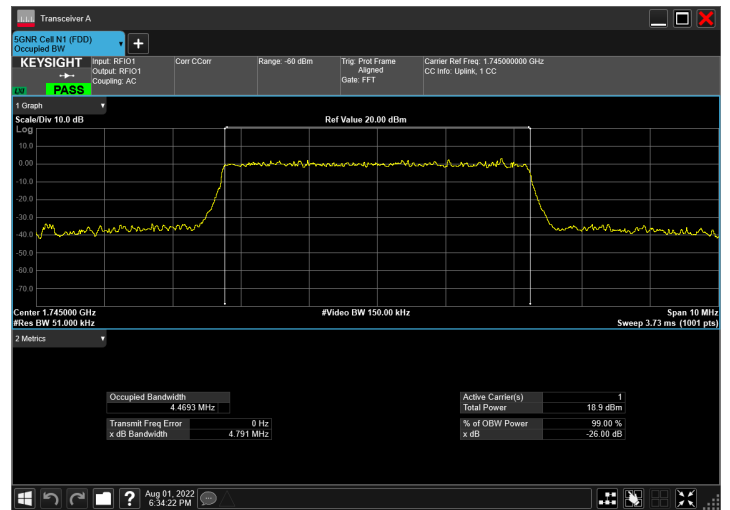 Transceiver A
5GNR Cell N1 (FDD)
Occupied BW
KEYSIGHT
LXI
PASS
Input: RFIO1
Output: RFIO1
Coupling: AC
Corr CCorr
Range: -60 dBm
Trig: Prot Frame
Aligned
Gate: FFT
Carrier Ref Freq: 1.745000000 GHz
CC Info: Uplink, 1 CC
1 Graph
Scale/Div 10.0 dB
Ref Value 20.00 dBm
Log
10.0
0.00
-10.0
-20.0
-30.0
-40.0
-50.0
-60.0
-70.0
Center 1.745000 GHz
#Video BW 150.00 kHz
Span 10 MHz
#Res BW 51.000 kHz
Sweep 3.73 ms (1001 pts)
2 Metrics
Occupied Bandwidth
4.4693 MHz
Transmit Freq Error 0 Hz
x dB Bandwidth 4.791 MHz
Active Carrier(s) 1
Total Power 18.9 dBm
% of OBW Power 99.00 %
x dB -26.00 dB
?
Aug 01, 2022
6:34:22 PM